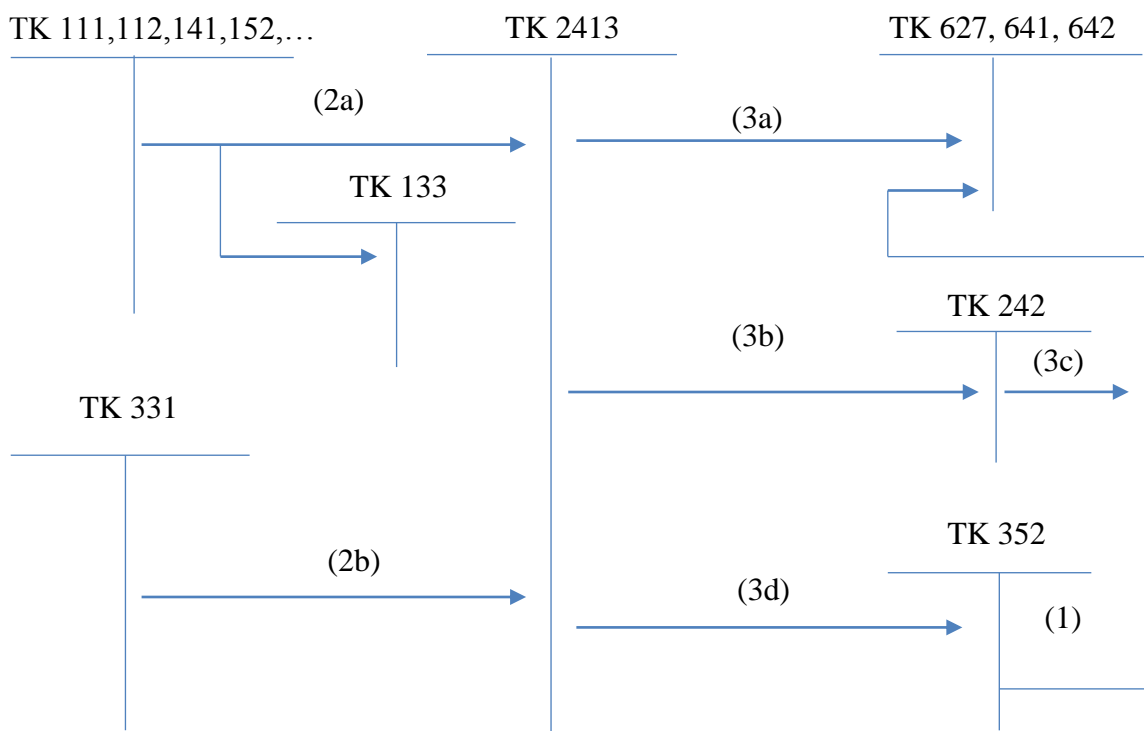 TK 111,112,141,152,… TK 2413 TK 627, 641, 642
(2a) (3a)
TK 133
TK 242
(3b) (3c)
TK 331
TK 352
(2b) (3d) (1)